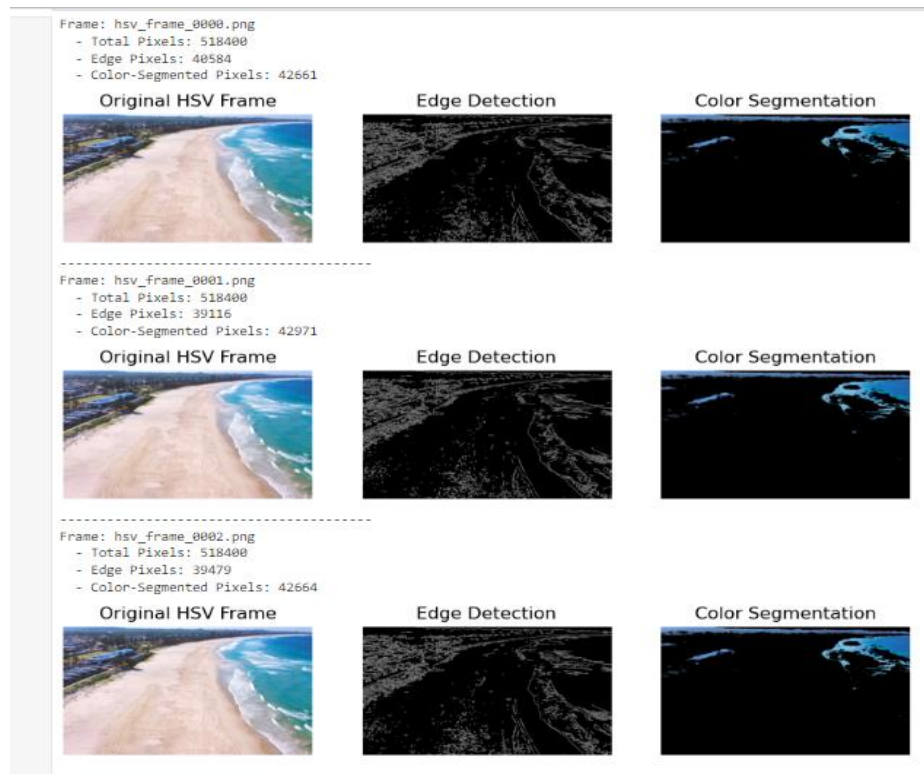 Frame: hsv_frame_0000.png
- Total Pixels: 518400
- Edge Pixels: 40584
- Color-Segmented Pixels: 42661
Original HSV Frame Edge Detection Color Segmentation
----------------------------------------
Frame: hsv_frame_0001.png
- Total Pixels: 518400
- Edge Pixels: 39116
- Color-Segmented Pixels: 42971
Original HSV Frame Edge Detection Color Segmentation
----------------------------------------
Frame: hsv_frame_0002.png
- Total Pixels: 518400
- Edge Pixels: 39479
- Color-Segmented Pixels: 42664
Original HSV Frame Edge Detection Color Segmentation